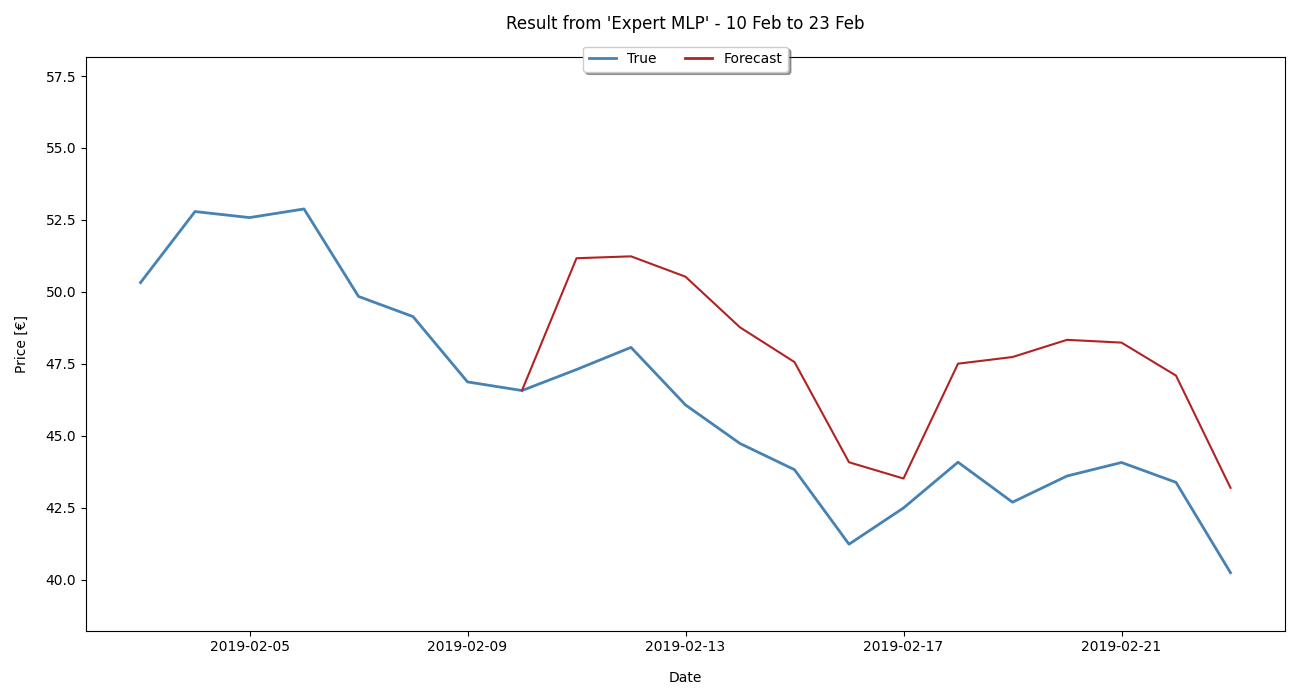 Result from 'Expert MLP' - 10 Feb to 23 Feb
True Forecast
57.5
55.0
52.5
50.0
47.5
45.0
42.5
40.0
Price [€]
2019-02-05 2019-02-09 2019-02-13 2019-02-17 2019-02-21
Date